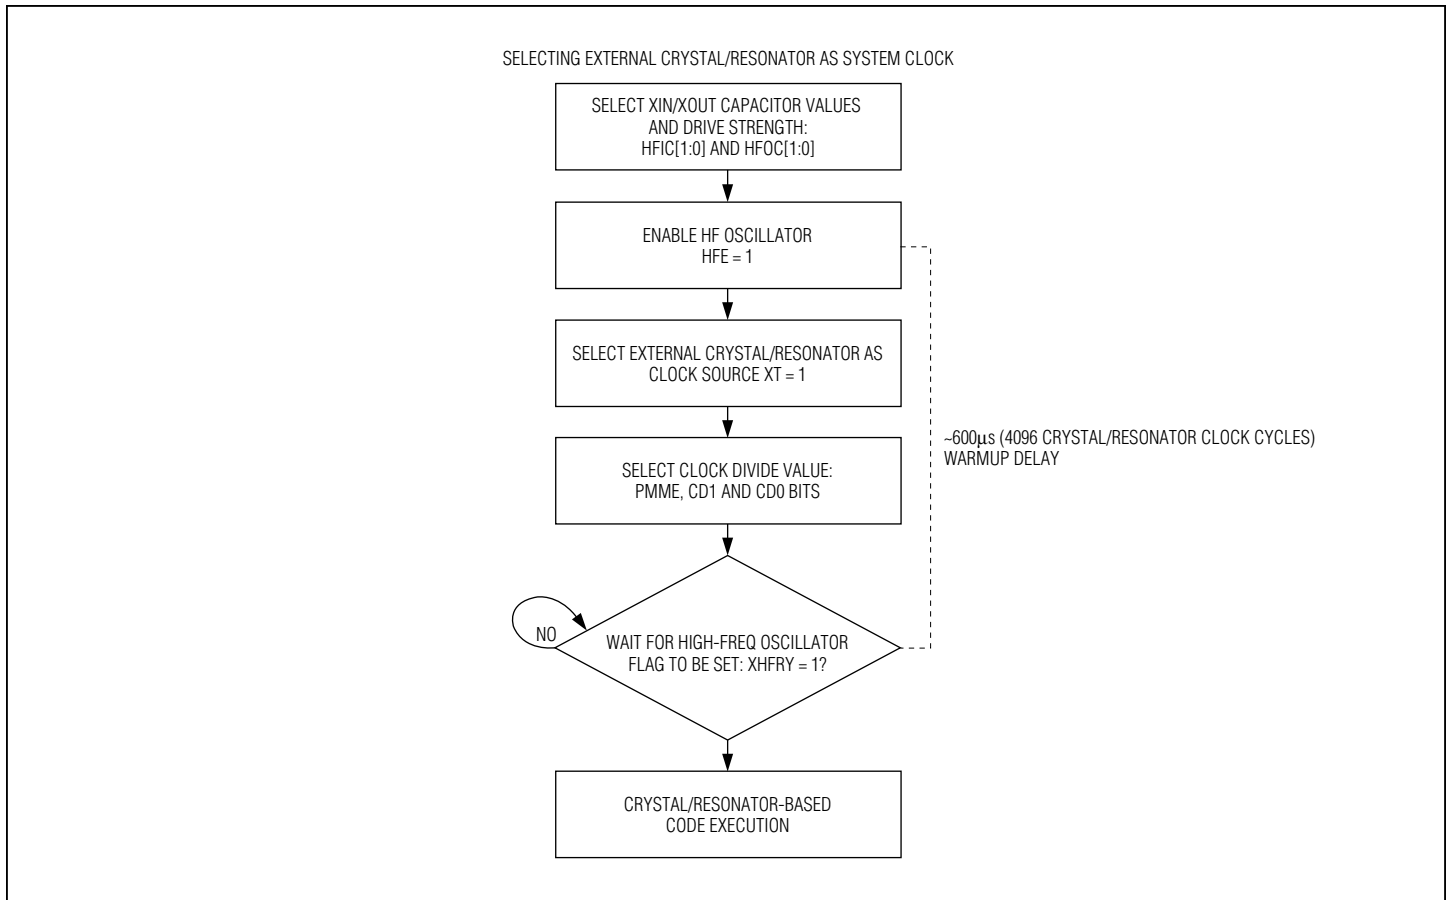 SELECTING EXTERNAL CRYSTAL/RESONATOR AS SYSTEM CLOCK
SELECT XIN/XOUT CAPACITOR VALUES
AND DRIVE STRENGTH:
HFIC[1:0] AND HFOC[1:0]
ENABLE HF OSCILLATOR
HFE = 1
SELECT EXTERNAL CRYSTAL/RESONATOR AS
CLOCK SOURCE XT = 1
~600μs (4096 CRYSTAL/RESONATOR CLOCK CYCLES)
WARMUP DELAY
SELECT CLOCK DIVIDE VALUE:
PMME, CD1 AND CD0 BITS
NO
WAIT FOR HIGH-FREQ OSCILLATOR
FLAG TO BE SET: XHFRY = 1?
CRYSTAL/RESONATOR-BASED
CODE EXECUTION